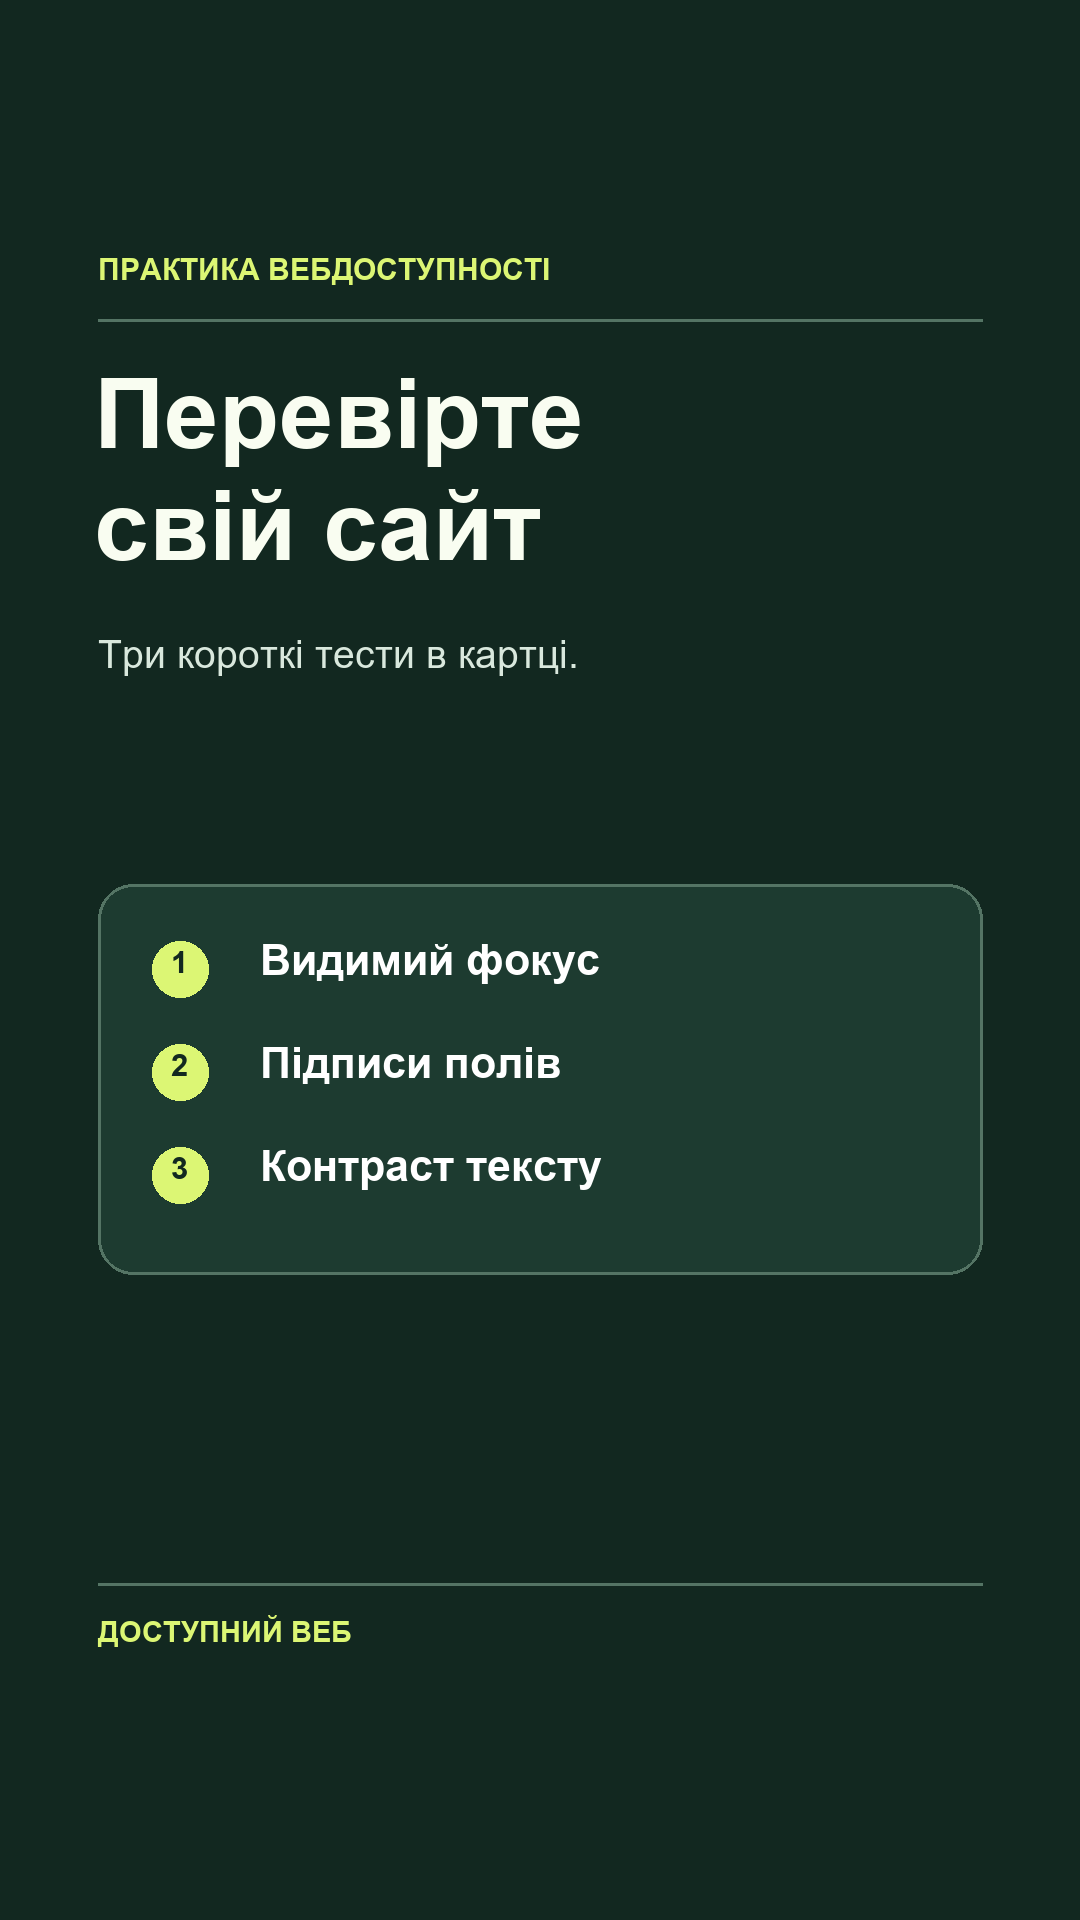 ПРАКТИКА ВЕБДОСТУПНОСТІ
Перевірте
свій сайт
Три короткі тести в картці.
1 Видимий фокус
2 Підписи полів
3 Контраст тексту
ДОСТУПНИЙ ВЕБ